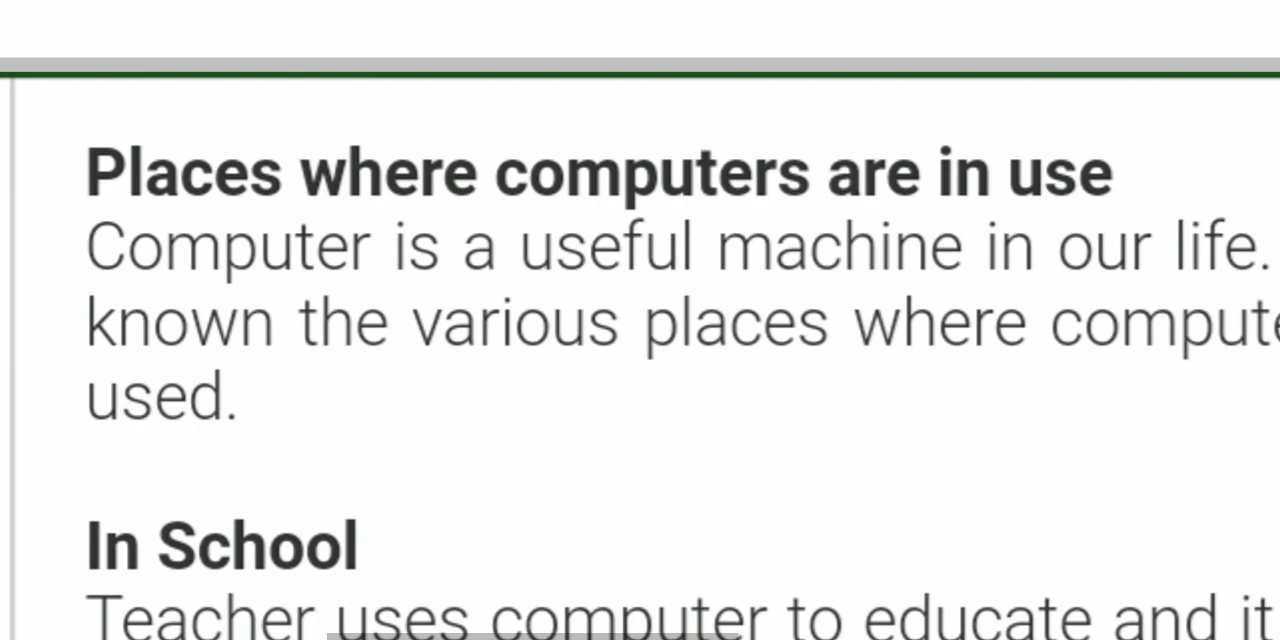 Places where computers are in use
Computer is a useful machine in our life.
known the various places where
used.
In School
Teacher uses computer to educate and it